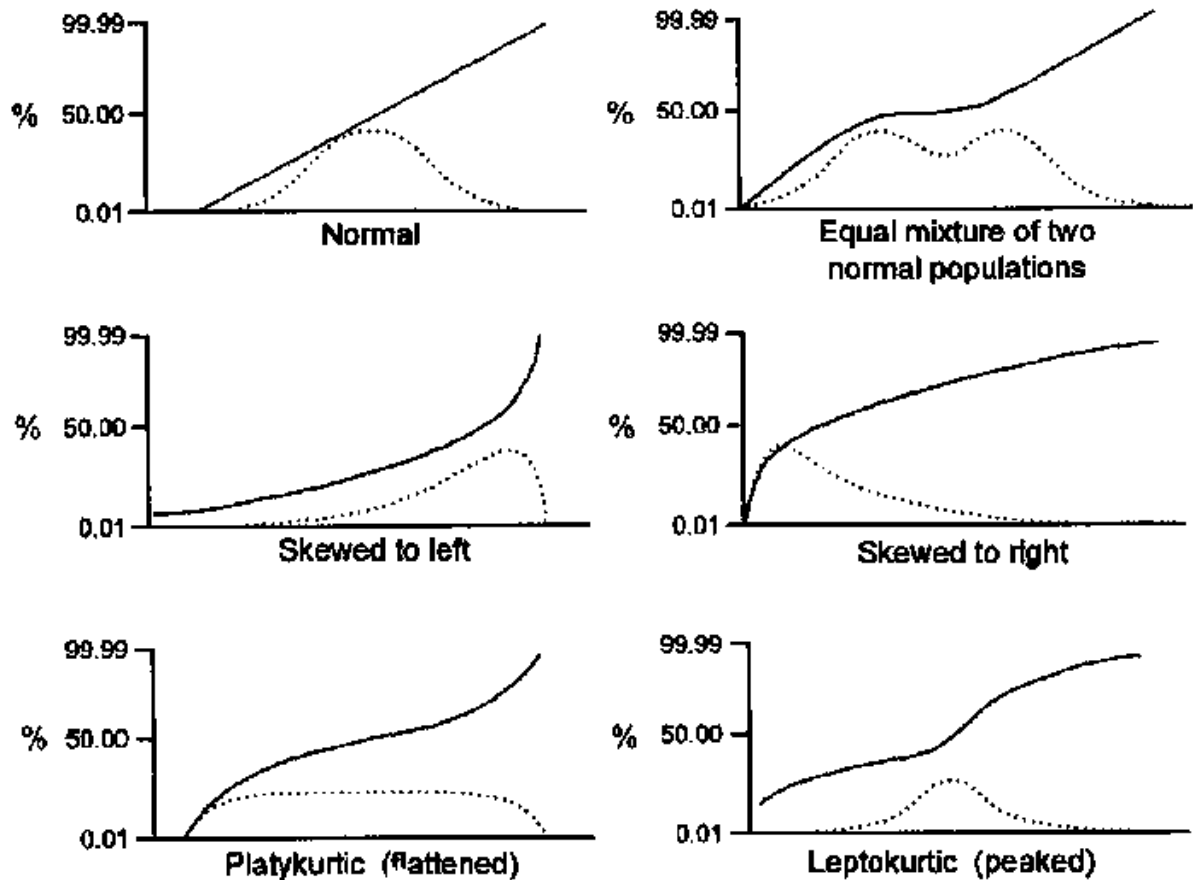 99.99
% 50.00
0.01
Normal
99.99
% 50.00
0.01
Equal mixture of two
normal populations
99.99
% 50.00
0.01
Skewed to left
99.99
% 50.00
0.01
Skewed to right
99.99
% 50.00
0.01
Platykurtic (flattened)
99.99
% 50.00
0.01
Leptokurtic (peaked)